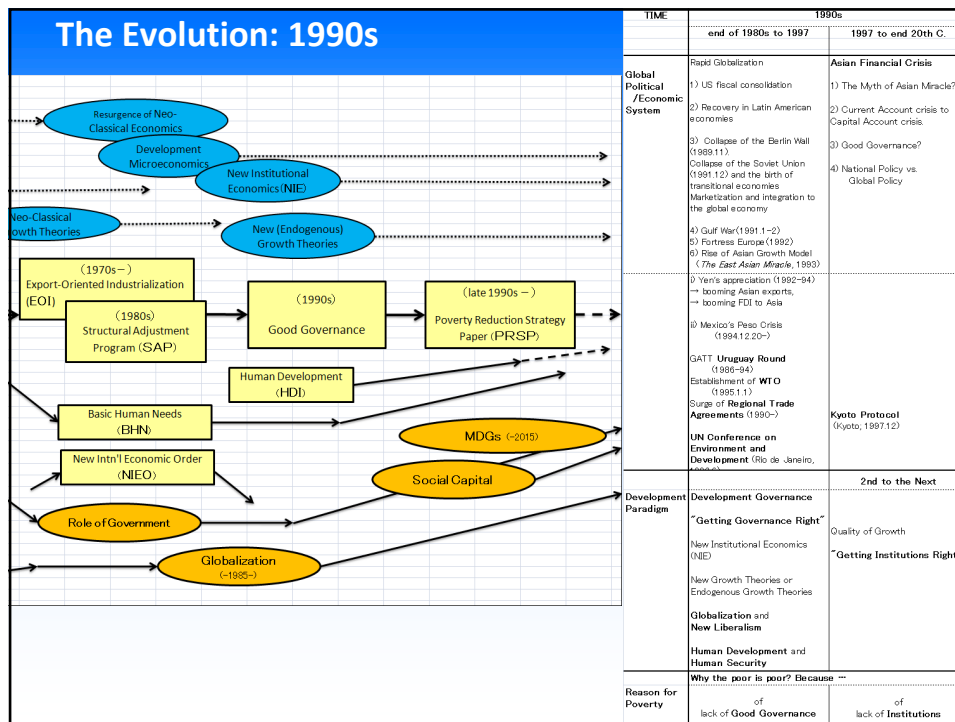 The Evolution: 1990s
Resurgence of Neo-
Classical Economics
Development
Microeconomics
New Institutional
Economics(NIE)
Neo-Classical
owth Theories
New (Endogenous)
Growth Theories
(1970s－)
Export-Oriented Industrialization
(EOI)
(1980s)
Structural Adjustment
Program (SAP)
(1990s)
Good Governance
(late 1990s－)
Poverty Reduction Strategy
Paper (PRSP)
Human Development
(HDI)
Basic Human Needs
(BHN)
MDGs (-2015)
New Intn'l Economic Order
(NIEO)
Social Capital
Role of Government
Globalization
(-1985-)
TIME
1990s
end of 1980s to 1997
1997 to end 20th C.
Global
Political
/Economic
System
Rapid Globalization
1) US fiscal consolidation
2) Recovery in Latin American
economies
3) Collapse of the Berlin Wall
(1989.11).
Collapse of the Soviet Union
(1991.12) and the birth of
transitional economies
Marketization and integration to
the global economy
4) Gulf War(1991.1-2)
5) Fortress Europe(1992)
6) Rise of Asian Growth Model
(The East Asian Miracle, 1993)
Asian Financial Crisis
1) The Myth of Asian Miracle?
2) Current Account crisis to
Capital Account crisis.
3) Good Governance?
4) National Policy vs.
Global Policy
i) Yen's appreciation (1992-94)
→ booming Asian exports,
→ booming FDI to Asia
ii) Mexico's Peso Crisis
(1994.12.20-)
GATT Uruguay Round
(1986-94)
Establishment of WTO
(1995.1.1)
Surge of Regional Trade
Agreements (1990-)
UN Conference on
Environment and
Development (Rio de Janeiro,
Kyoto Protocol
(Kyoto; 1997.12)
2nd to the Next
Development
Paradigm
Development Governance
"Getting Governance Right"
New Institutional Economics
(NIE)
New Growth Theories or
Endogenous Growth Theories
Globalization and
New Liberalism
Human Development and
Human Security
Quality of Growth
"Getting Institutions Right"
Why the poor is poor? Because …
Reason for
Poverty
of
lack of Good Governance
of
lack of Institutions